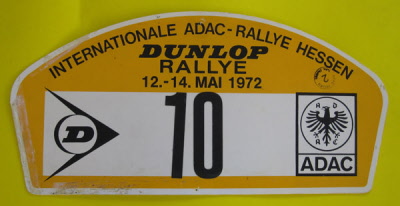 INTERNATIONALE ADAC-RALLYE HESSEN
DUNLOP
RALLYE
12.-14. MAI 1972
D
10
A D
A C
ADAC